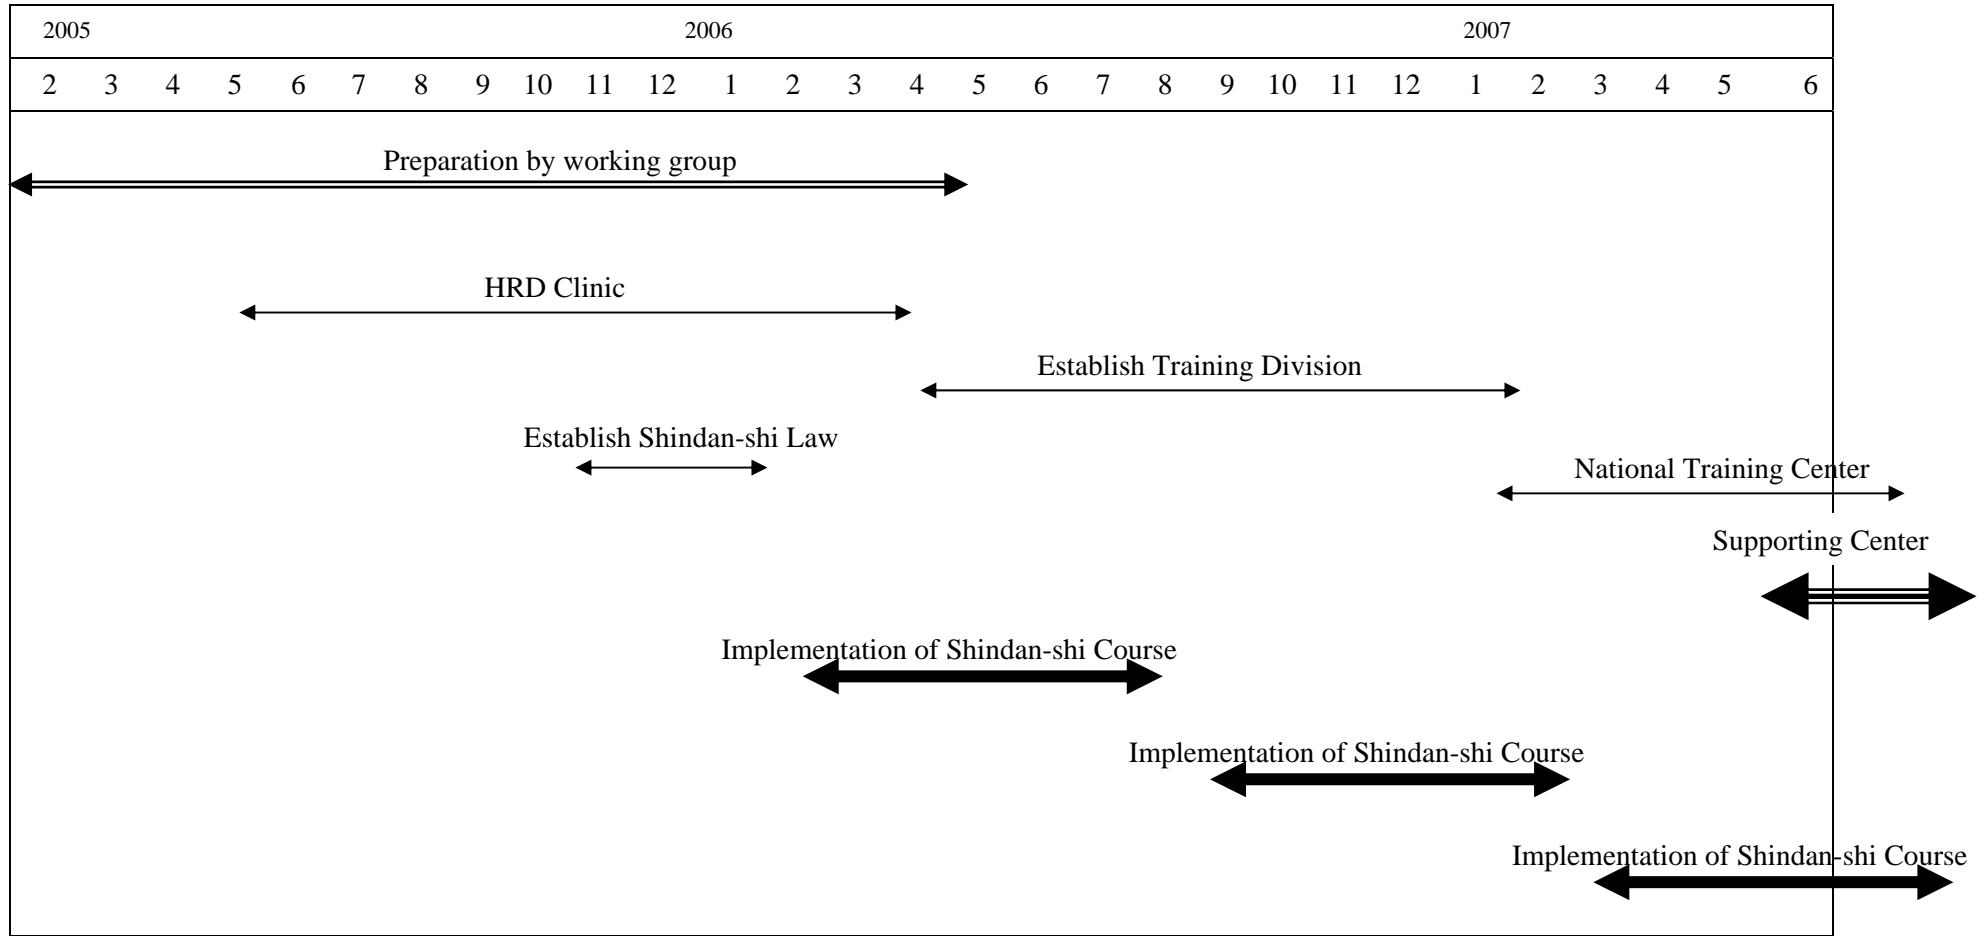 2005 2006 2007
2 3 4 5 6 7 8 9 10 11 12 1 2 3 4 5 6 7 8 9 10 11 12 1 2 3 4 5 6
Preparation by working group
HRD Clinic
Establish Training Division
Establish Shindan-shi Law
National Training Center
Supporting Center
Implementation of Shindan-shi Course
Implementation of Shindan-shi Course
Implementation of Shindan-shi Course